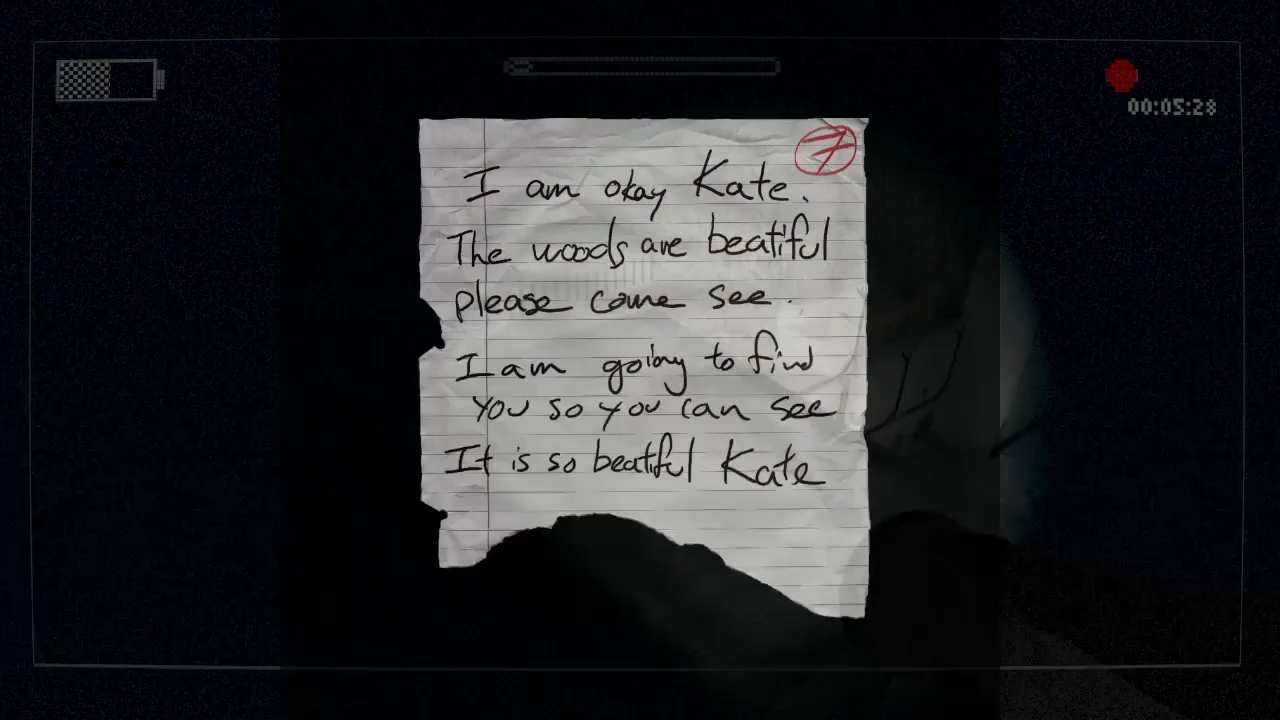 00:05:28
7
I am okay Kate.
The woods are beatiful
please come see.
I am going to find
you so you can see
It is so beatiful Kate